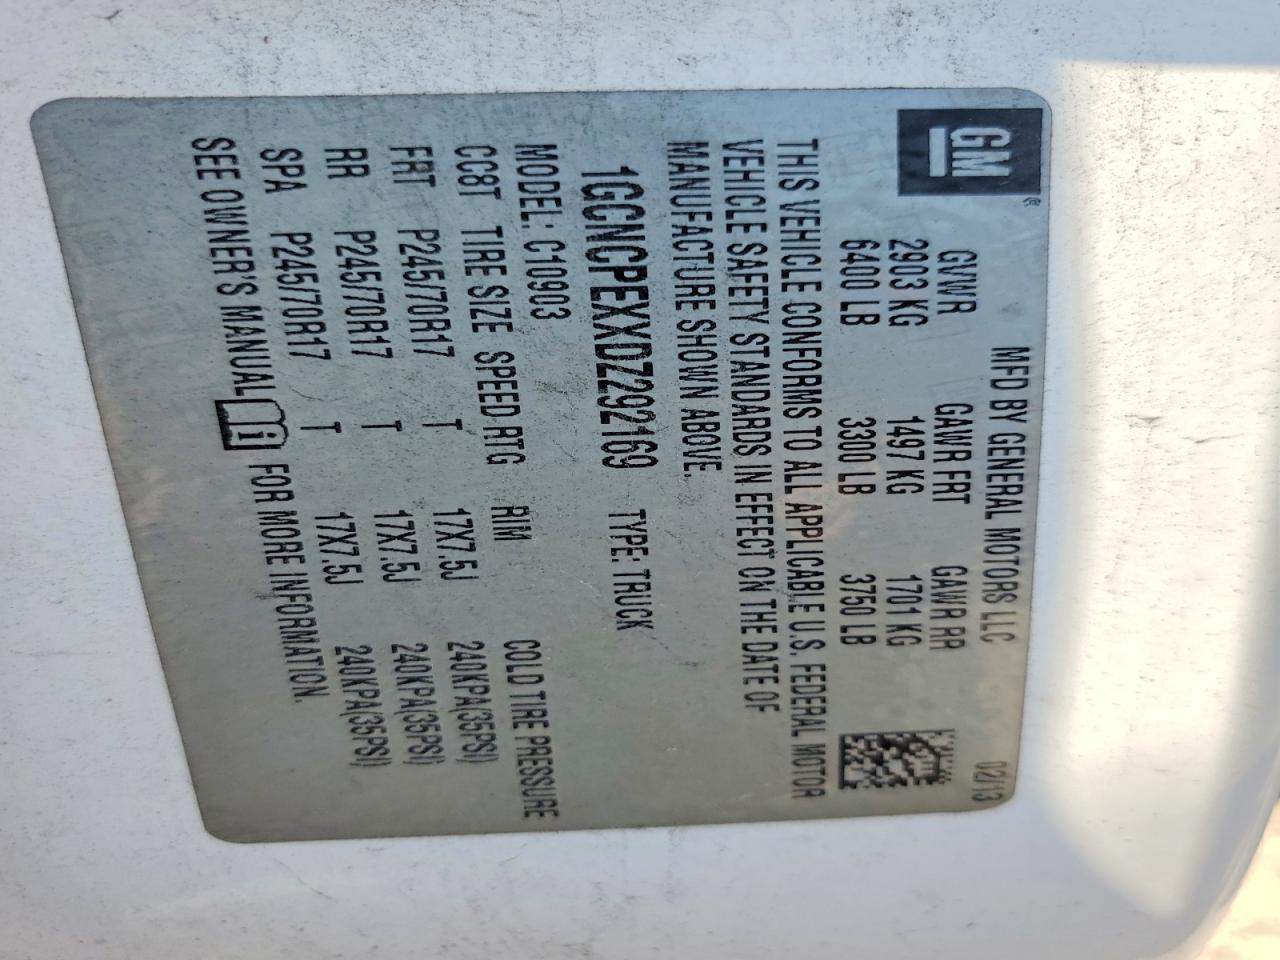 GM®
MFD BY GENERAL MOTORS LLC 02/13
GVWR GAWR FRT GAWR RR
2903 KG 1497 KG 1701 KG
6400 LB 3300 LB 3750 LB
THIS VEHICLE CONFORMS TO ALL APPLICABLE U.S. FEDERAL MOTOR
VEHICLE SAFETY STANDARDS IN EFFECT ON THE DATE OF
MANUFACTURE SHOWN ABOVE.
1GCNCPEXXDZ292169 TYPE: TRUCK
MODEL: C10903
CC8T TIRE SIZE SPEED RTG RIM COLD TIRE PRESSURE
FRT P245/70R17 T 17X7.5J 240KPA(35PSI)
RR P245/70R17 T 17X7.5J 240KPA(35PSI)
SPA P245/70R17 T 17X7.5J 240KPA(35PSI)
SEE OWNER'S MANUAL i FOR MORE INFORMATION.